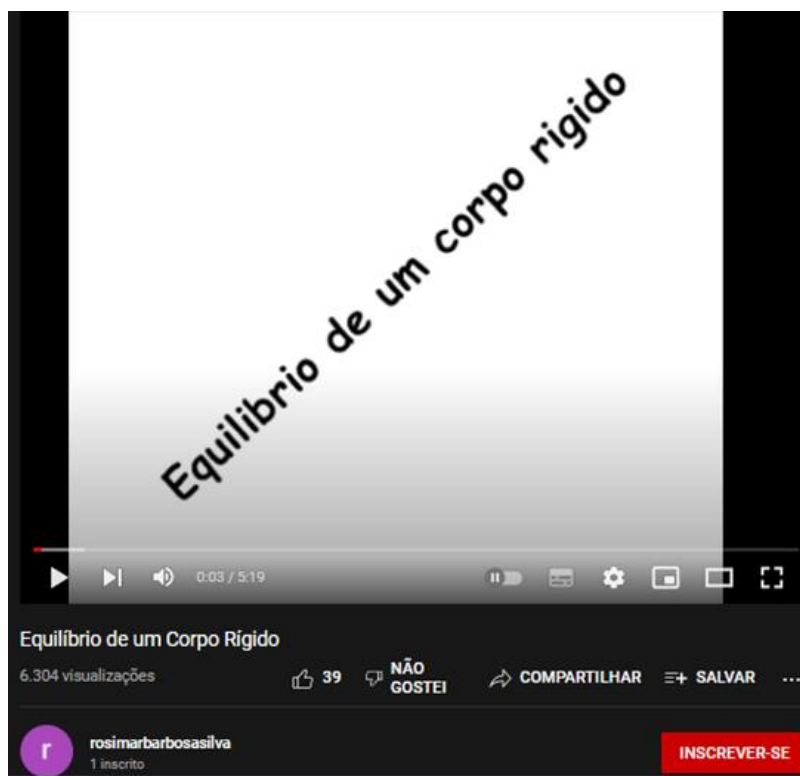 Equilibrio de um corpo rigido
0:03 / 5:19
Equilíbrio de um Corpo Rígido
6.304 visualizações
39
NÃO
GOSTEI
COMPARTILHAR
SALVAR
...
r
rosimarbarbosasilva
1 inscrito
INSCREVER-SE